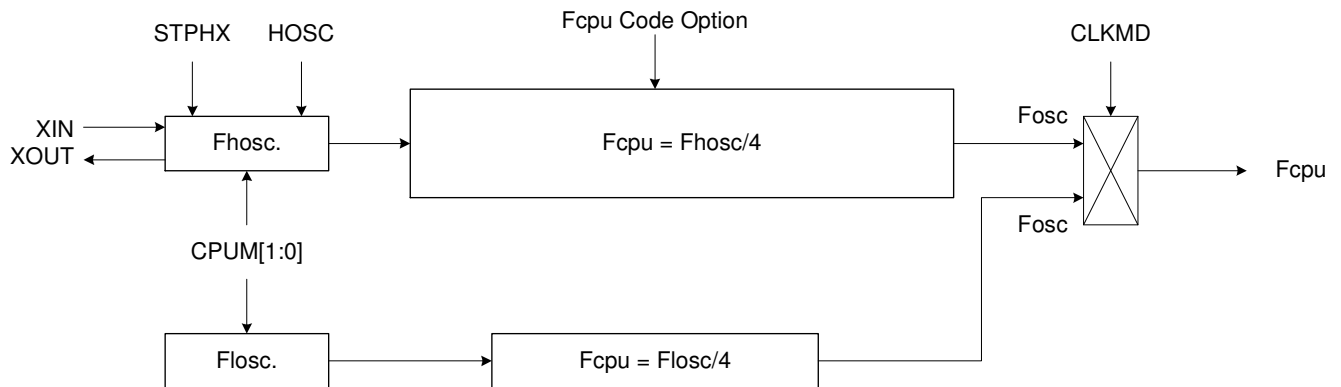 Fcpu Code Option
STPHX HOSC CLKMD
XIN
XOUT
Fhosc.
Fcpu = Fhosc/4
Fosc
Fcpu
Fosc
CPUM[1:0]
Flosc.
Fcpu = Flosc/4